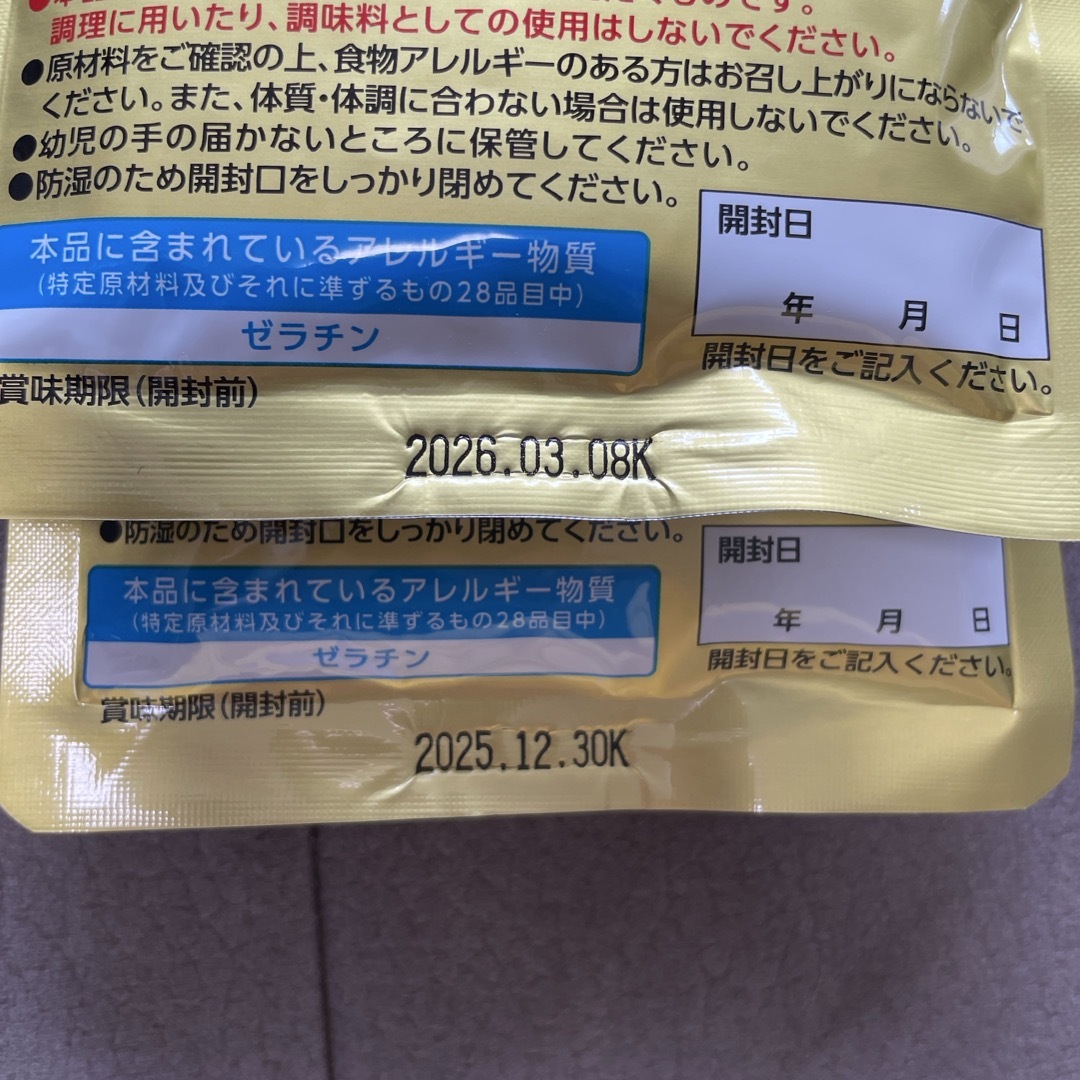 調理に用いたり、調味料としての使用はしないでください。
●原材料をご確認の上、食物アレルギーのある方はお召し上がりにならないで
ください。また、体質・体調に合わない場合は使用しないでください。
●幼児の手の届かないところに保管してください。
●防湿のため開封口をしっかり閉めてください。
本品に含まれているアレルギー物質
(特定原材料及びそれに準ずるもの28品目中)
ゼラチン
開封日
年 月 日
開封日をご記入ください。
賞味期限(開封前)
2026.03.08K
●防湿のため開封口をしっかり閉めてください。
本品に含まれているアレルギー物質
(特定原材料及びそれに準ずるもの28品目中)
ゼラチン
開封日
年 月 日
開封日をご記入ください。
賞味期限(開封前)
2025.12.30K